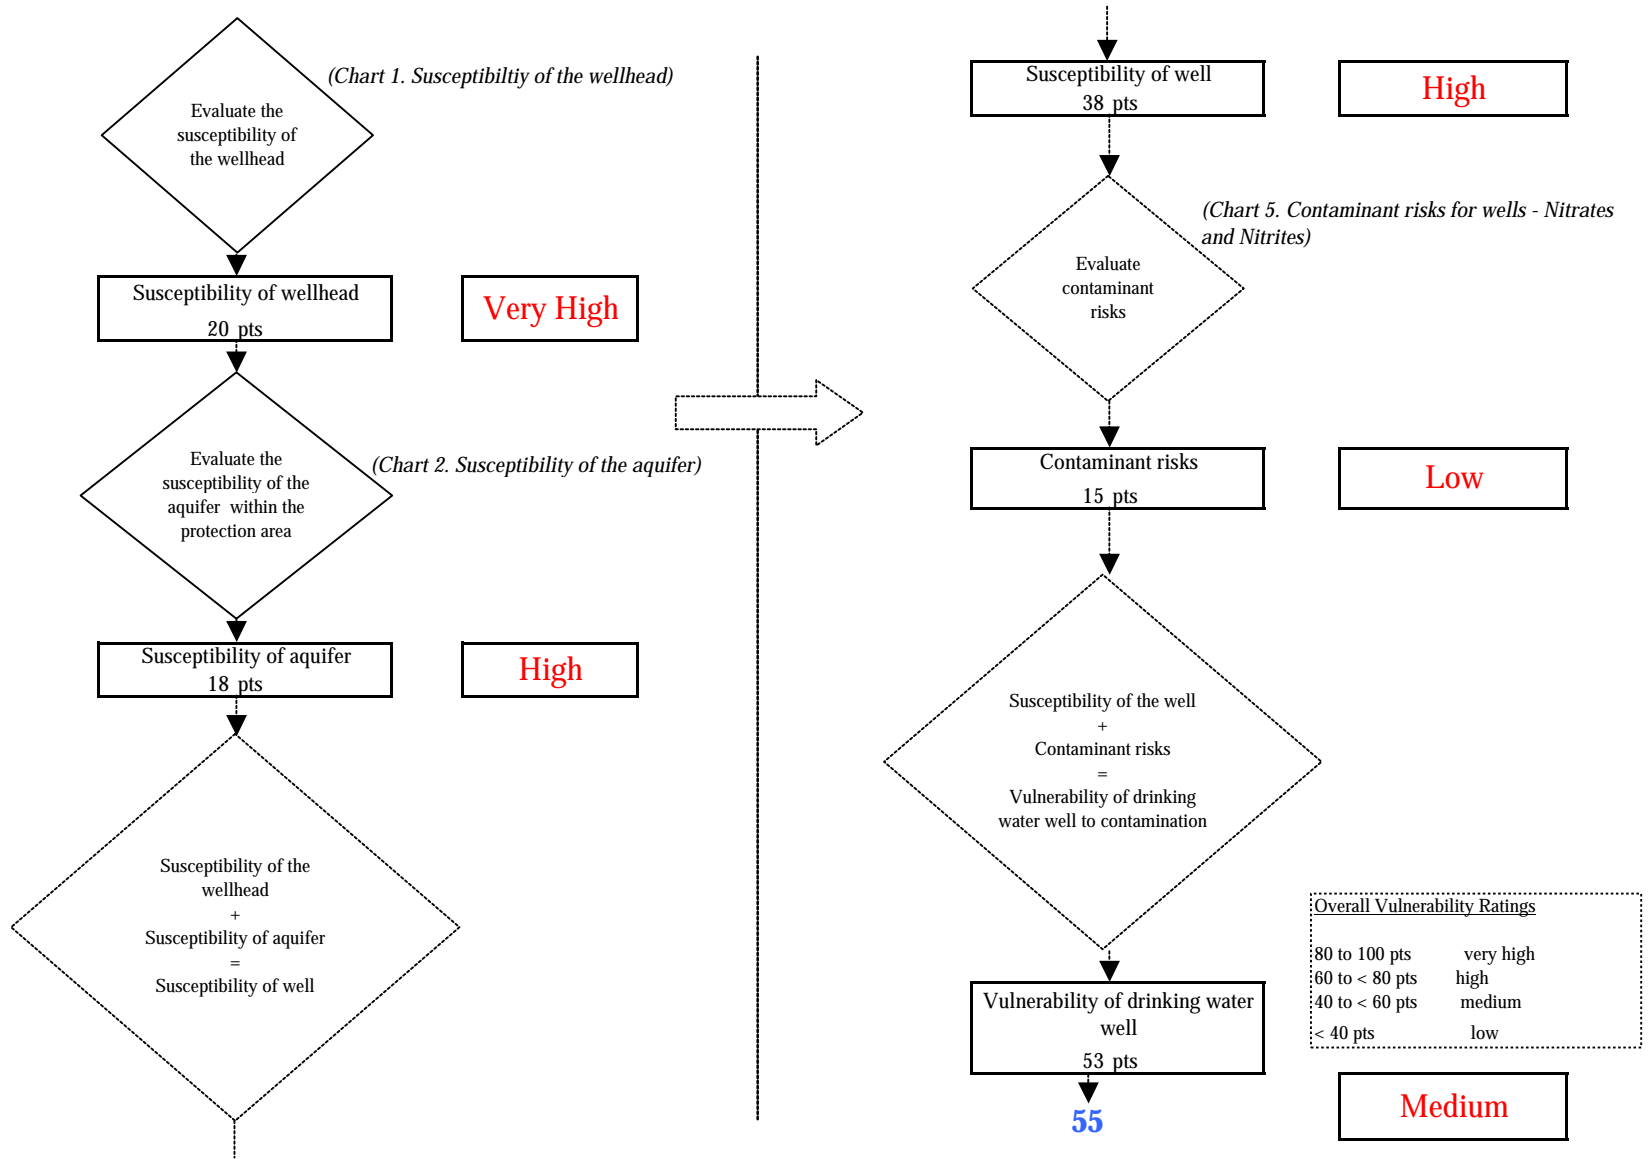 (Chart 1. Susceptibiltiy of the wellhead)
Evaluate the
susceptibility of
the wellhead
Susceptibility of wellhead
20 pts
Very High
(Chart 2. Susceptibility of the aquifer)
Evaluate the
susceptibility of the
aquifer within the
protection area
Susceptibility of aquifer
18 pts
High
Susceptibility of the
wellhead
+
Susceptibility of aquifer
=
Susceptibility of well
Susceptibility of well
38 pts
High
(Chart 5. Contaminant risks for wells - Nitrates
and Nitrites)
Evaluate
contaminant
risks
Contaminant risks
15 pts
Low
Susceptibility of the well
+
Contaminant risks
=
Vulnerability of drinking
water well to contamination
Overall Vulnerability Ratings
80 to 100 pts very high
60 to < 80 pts high
40 to < 60 pts medium
< 40 pts low
Vulnerability of drinking water
well
53 pts
55
Medium